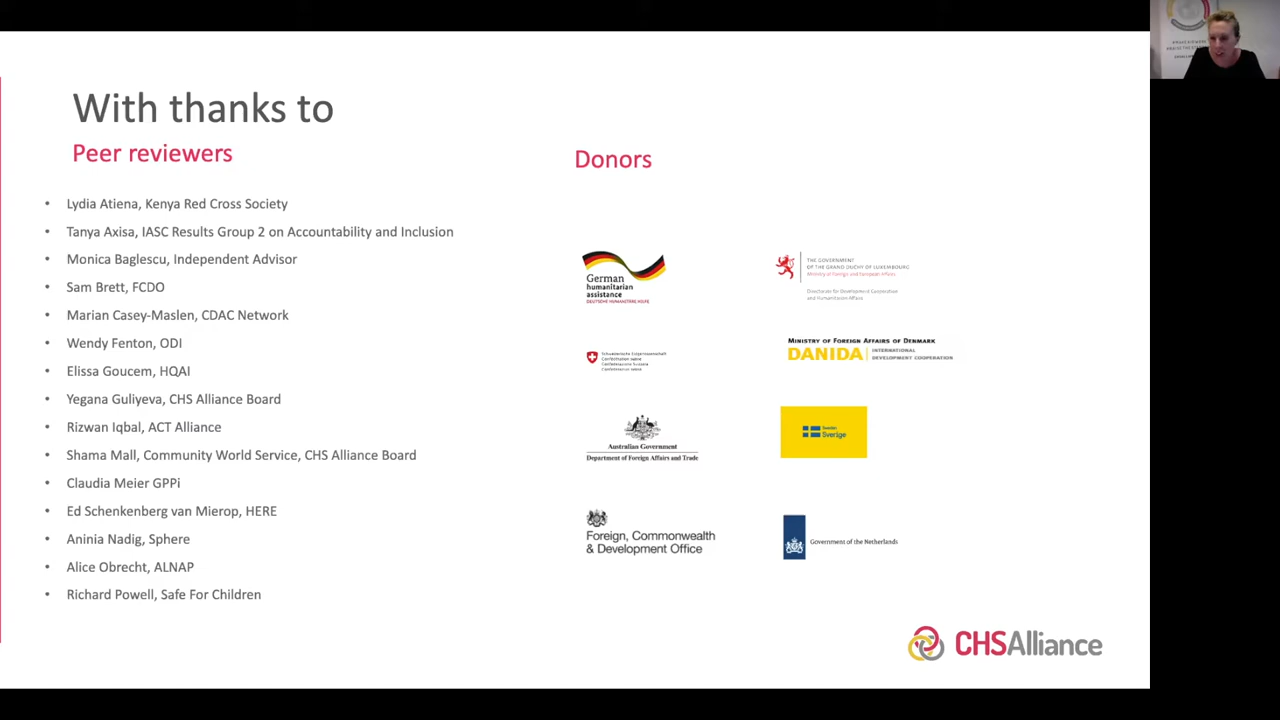 With thanks to
Peer reviewers
• Lydia Atiena, Kenya Red Cross Society
• Tanya Axisa, IASC Results Group 2 on Accountability and Inclusion
• Monica Baglescu, Independent Advisor
• Sam Brett, FCDO
• Marian Casey-Maslen, CDAC Network
• Wendy Fenton, ODI
• Elissa Goucem, HQAI
• Yegana Guliyeva, CHS Alliance Board
• Rizwan Iqbal, ACT Alliance
• Shama Mall, Community World Service, CHS Alliance Board
• Claudia Meier GPPi
• Ed Schenkenberg van Mierop, HERE
• Aninia Nadig, Sphere
• Alice Obrecht, ALNAP
• Richard Powell, Safe For Children
Donors
German
humanitarian
assistance
DEUTSCHE HUMANITÄRE HILFE
THE GOVERNMENT
OF THE GRAND DUCHY OF LUXEMBOURG
Ministry of Foreign and European Affairs
Directorate for Development Cooperation
and Humanitarian Affairs
Schweizerische Eidgenossenschaft
Confédération suisse
Confederazione Svizzera
Confederaziun svizra
MINISTRY OF FOREIGN AFFAIRS OF DENMARK
DANIDA
INTERNATIONAL
DEVELOPMENT COOPERATION
Australian Government
Department of Foreign Affairs and Trade
Sverige
Foreign, Commonwealth
& Development Office
Government of the Netherlands
CHSAlliance